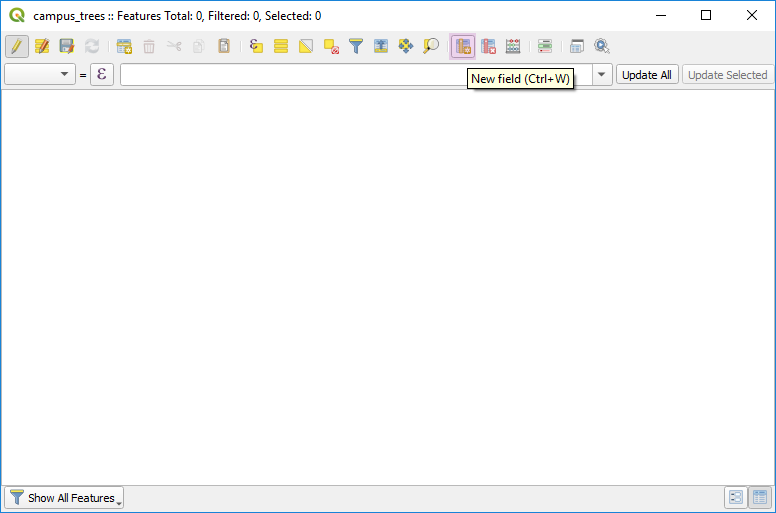 campus_trees :: Features Total: 0, Filtered: 0, Selected: 0
= ε
New field (Ctrl+W)
Update All
Update Selected
Show All Features